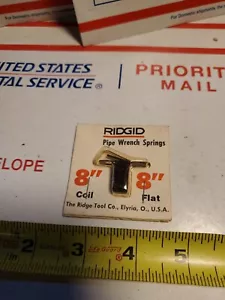 UNITED STATES
TAL SERVICE®
PRIORIT
MAIL
ELOPE
RIDGID
Pipe Wrench Springs
8" 8"
Coil Flat
The Ridge Tool Co., Elyria, O., U.S.A.
2 3 4 5